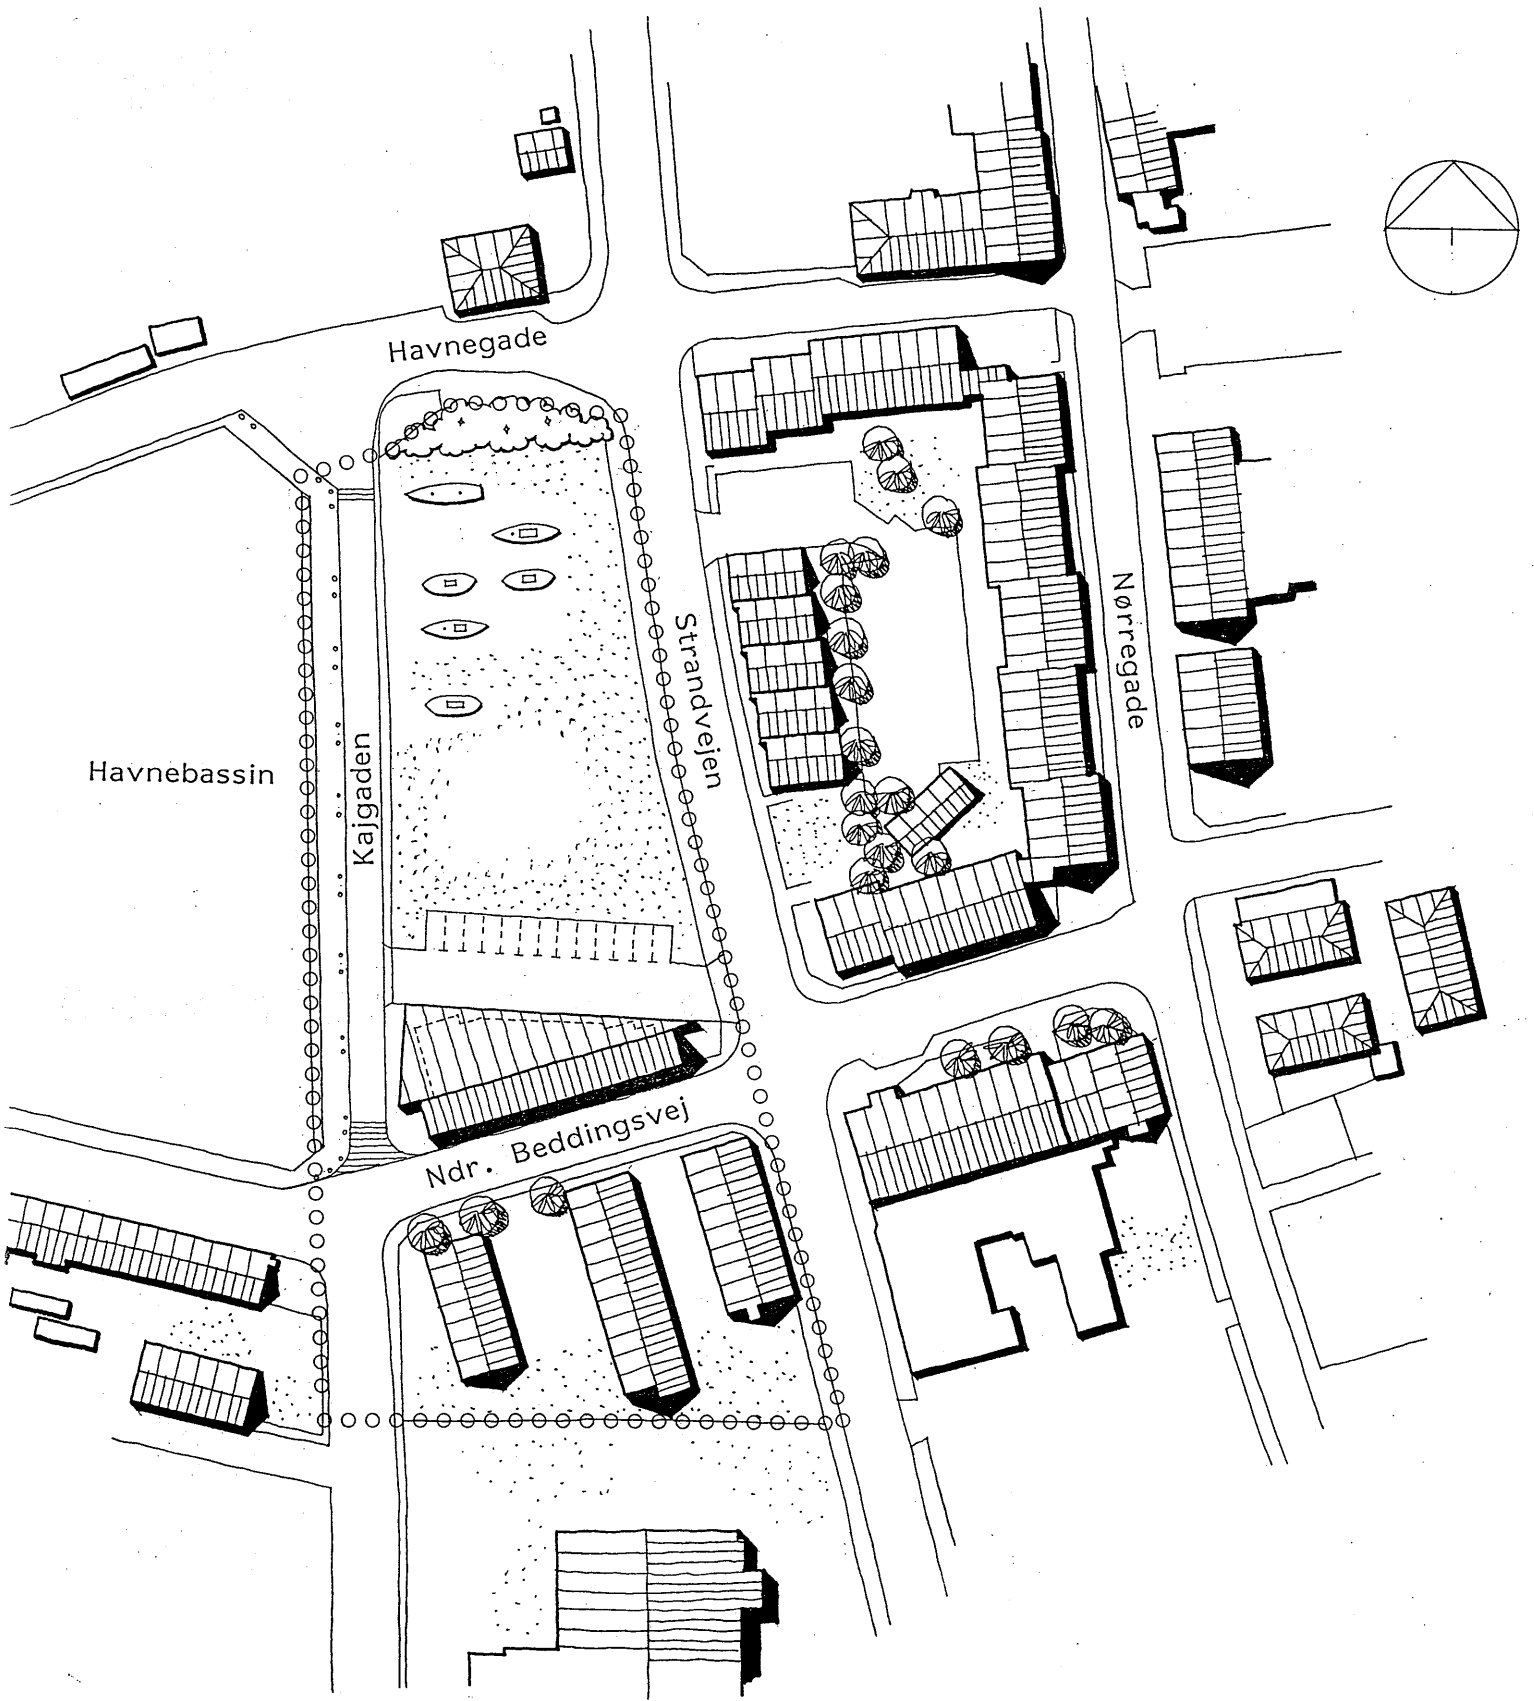 Havnegade
Strandvejen
Nørregade
Havnebassin
Kajgaden
Ndr. Beddingsvej